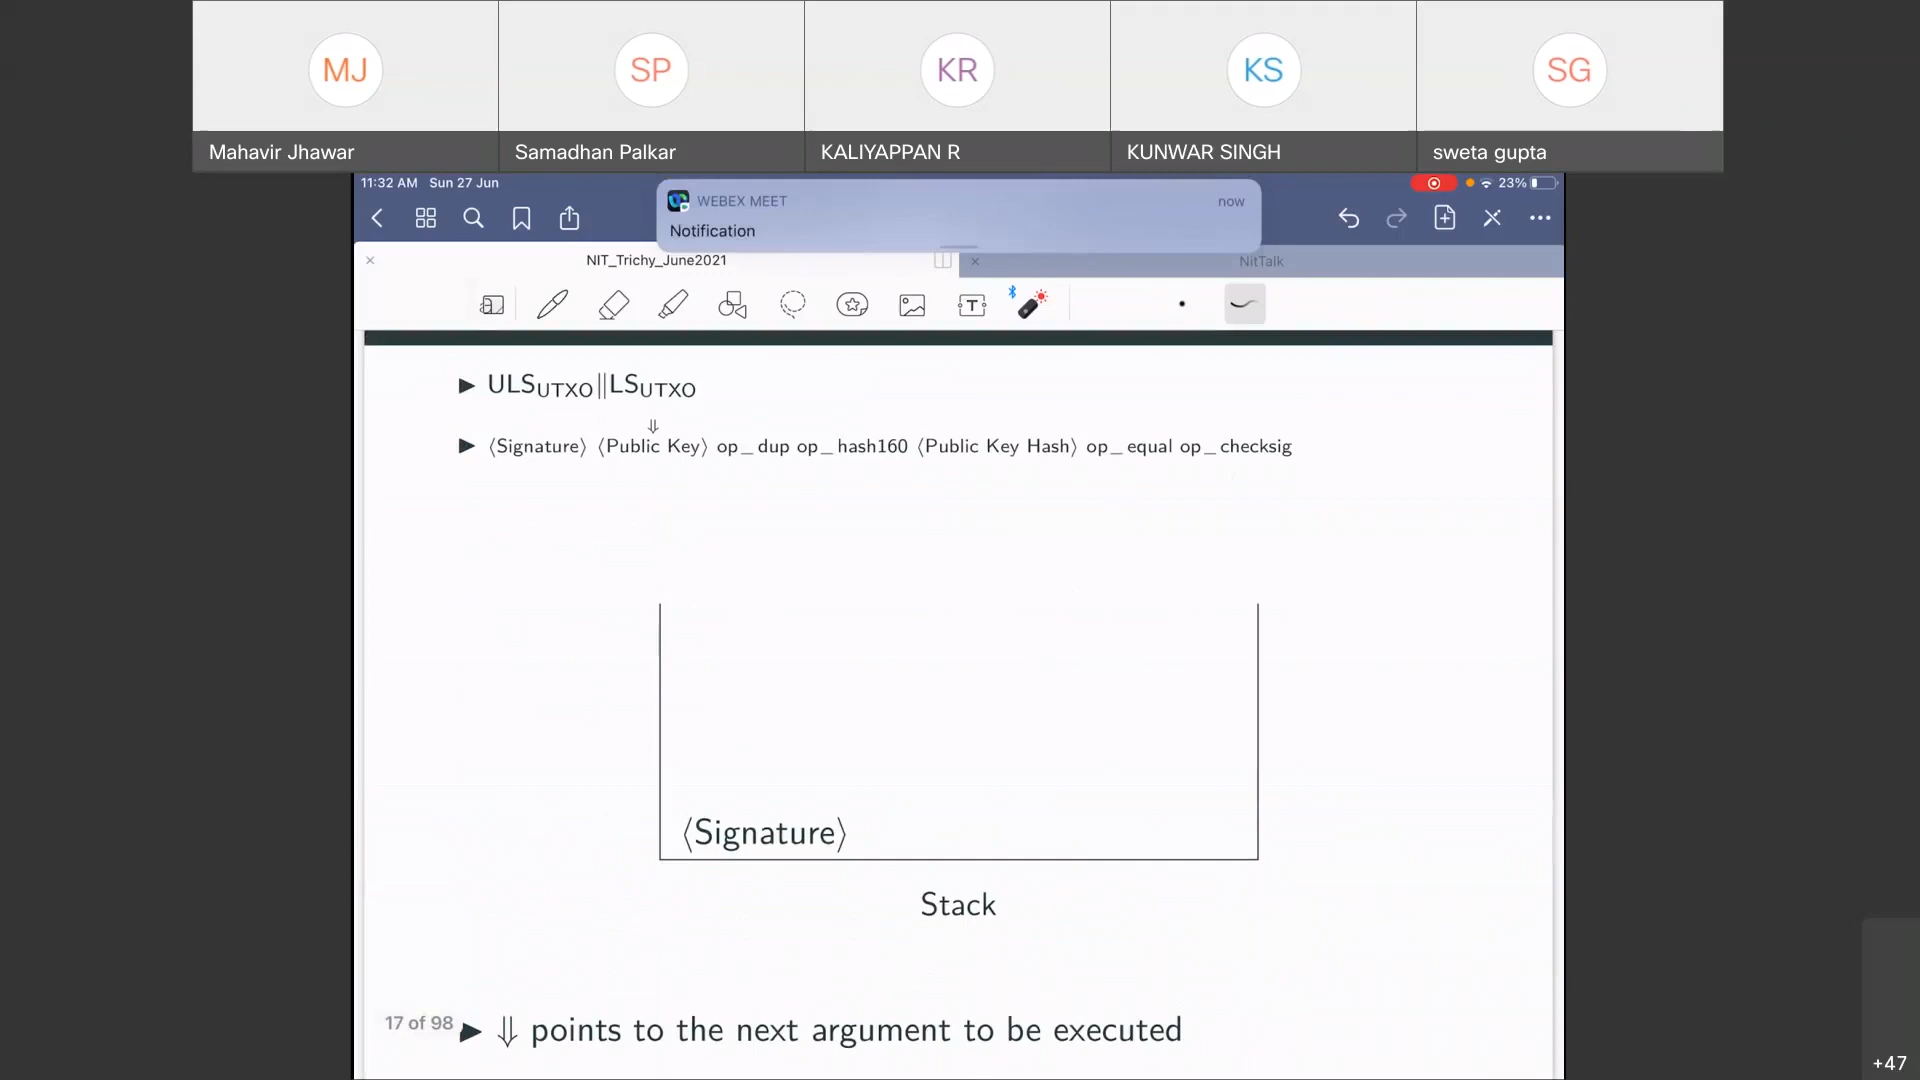 MJ
SP
KR
KS
SG
Mahavir Jhawar
Samadhan Palkar
KALIYAPPAN R
KUNWAR SINGH
sweta gupta
11:32 AM Sun 27 Jun
23%
WEBEX MEET
now
Notification
NIT_Trichy_June2021
NitTalk
T
► ULS_UTXO||LS_UTXO
⇓
► ⟨Signature⟩ ⟨Public Key⟩ op_dup op_hash160 ⟨Public Key Hash⟩ op_equal op_checksig
⟨Signature⟩
Stack
17 of 98
► ⇓ points to the next argument to be executed
+47